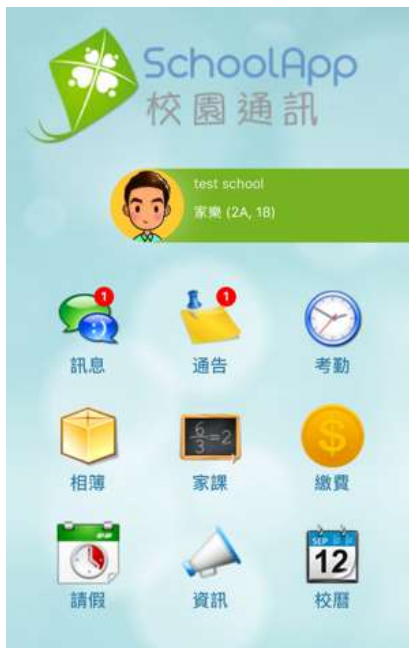 SchoolApp
校園通訊
test school
家樂 (2A, 1B)
1
1
訊息
通告
考勤
6/3=2
$
相簿
家課
繳費
SEP
12
請假
資訊
校曆